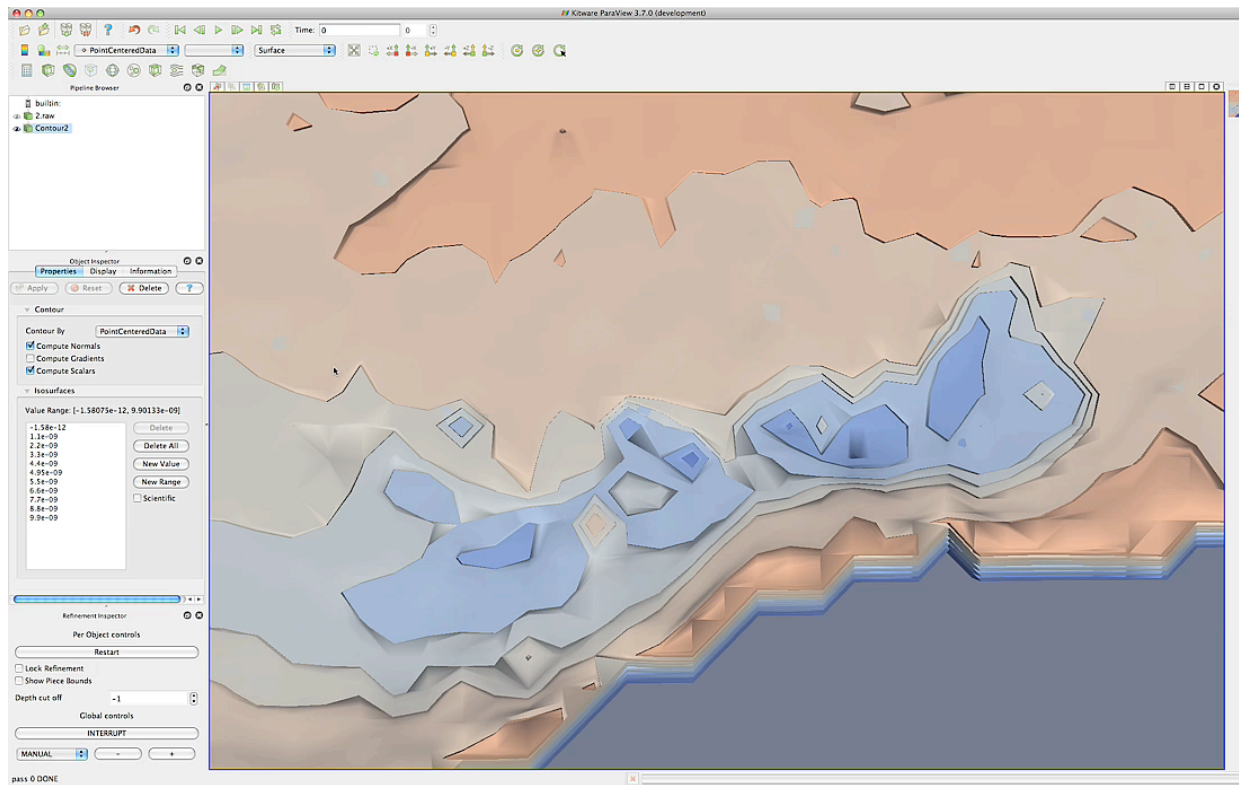 Kitware ParaView 3.7.0 (development)
Time: 0 0
PointCenteredData Surface
Pipeline Browser
builtin:
2.raw
Contour2
Object Inspector
Properties Display Information
Apply Reset Delete ?
Contour
Contour By PointCenteredData
Compute Normals
Compute Gradients
Compute Scalars
Isosurfaces
Value Range: [-1.58075e-12, 9.90133e-09]
-1.58e-12
1.1e-09
2.2e-09
3.3e-09
4.4e-09
4.95e-09
5.5e-09
6.6e-09
7.7e-09
8.8e-09
9.9e-09
Delete
Delete All
New Value
New Range
Scientific
Refinement Inspector
Per Object controls
Restart
Lock Refinement
Show Piece Bounds
Depth cut off -1
Global controls
INTERRUPT
MANUAL - +
pass 0 DONE